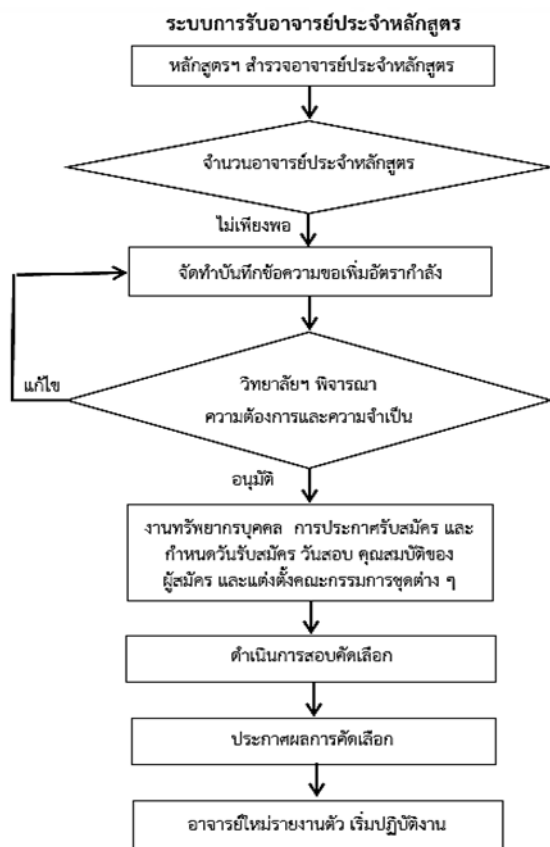 ระบบการรับอาจารย์ประจำหลักสูตร
หลักสูตรฯ สำรวจอาจารย์ประจำหลักสูตร
จำนวนอาจารย์ประจำหลักสูตร
ไม่เพียงพอ
จัดทำบันทึกข้อความขอเพิ่มอัตรากำลัง
แก้ไข
วิทยาลัยฯ พิจารณา
ความต้องการและความจำเป็น
อนุมัติ
งานทรัพยากรบุคคล การประกาศรับสมัคร และ
กำหนดวันรับสมัคร วันสอบ คุณสมบัติของ
ผู้สมัคร และแต่งตั้งคณะกรรมการชุดต่าง ๆ
ดำเนินการสอบคัดเลือก
ประกาศผลการคัดเลือก
อาจารย์ใหม่รายงานตัว เริ่มปฏิบัติงาน